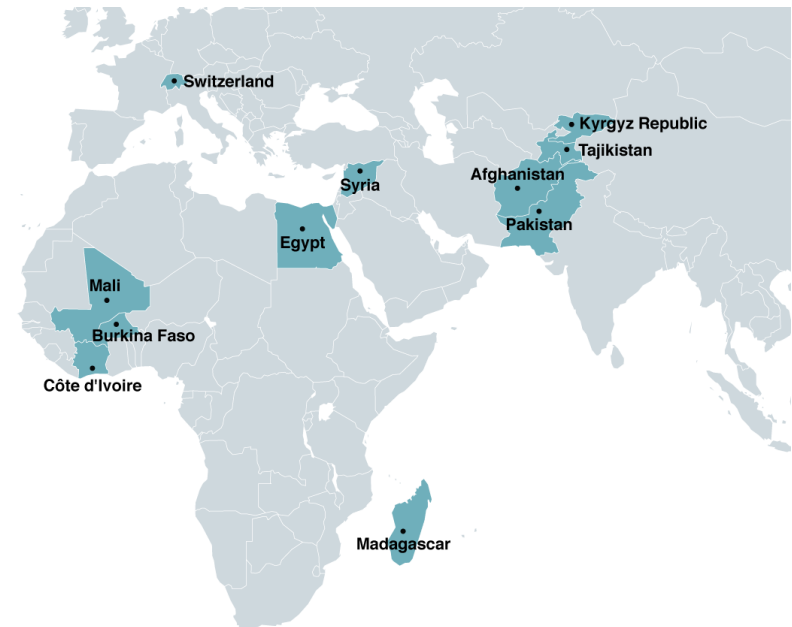 Switzerland
Kyrgyz Republic
Tajikistan
Afghanistan
Syria
Pakistan
Egypt
Mali
Burkina Faso
Côte d'Ivoire
Madagascar